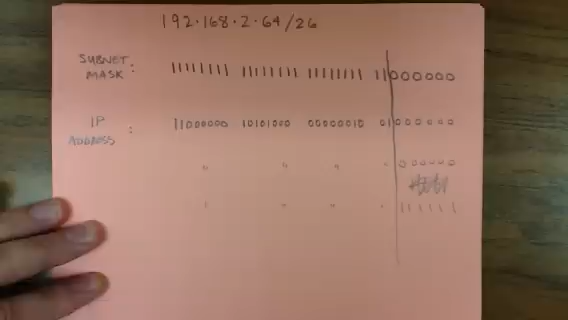 192.168.2.64/26
SUBNET MASK: 11111111 11111111 11111111 11000000
IP ADDRESS: 11000000 10101000 00000010 01000000
" " " " 000000
" " " " 111111